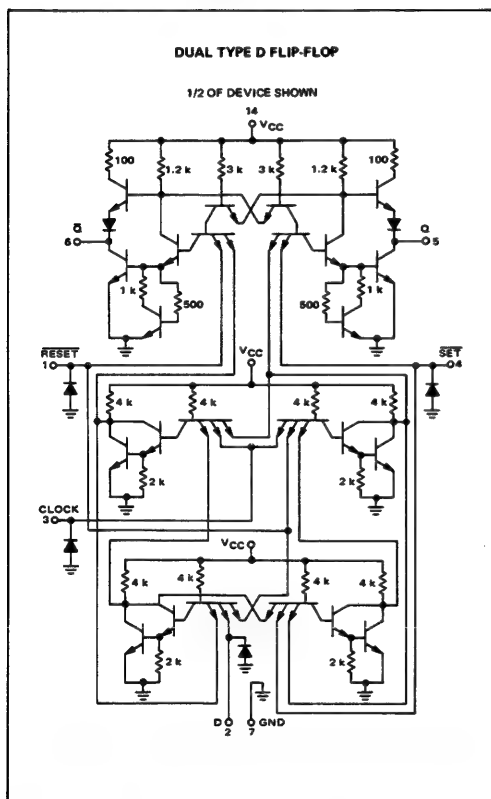 DUAL TYPE D FLIP-FLOP
1/2 OF DEVICE SHOWN
14
VCC
100
1.2 k
3 k
3 k
1.2 k
100
Q̅
6
Q
5
1 k
500
500
1 k
R̅E̅S̅E̅T̅
1
VCC
S̅E̅T̅
4
4 k
4 k
4 k
4 k
2 k
2 k
CLOCK
3
VCC
4 k
4 k
4 k
4 k
2 k
2 k
D
2
7
GND